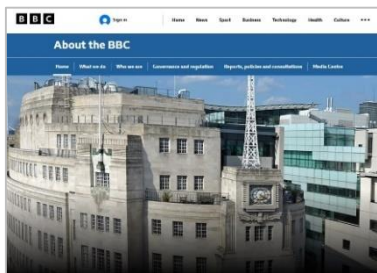 BBC Sign in Home News Sport Business Technology Health Culture •••
About the BBC
Home What we do Who we are Governance and regulation Reports, policies and consultations Media Centre